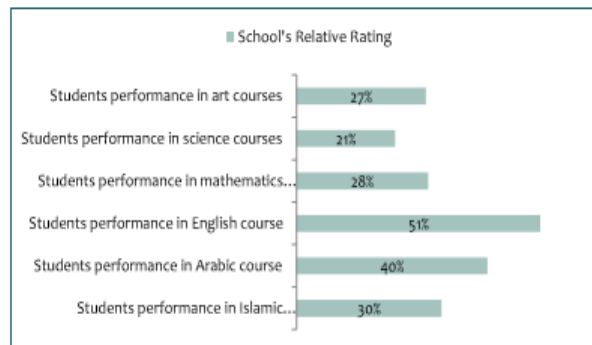 School's Relative Rating
Students performance in art courses 27%
Students performance in science courses 21%
Students performance in mathematics... 28%
Students performance in English course 51%
Students performance in Arabic course 40%
Students performance in Islamic... 30%